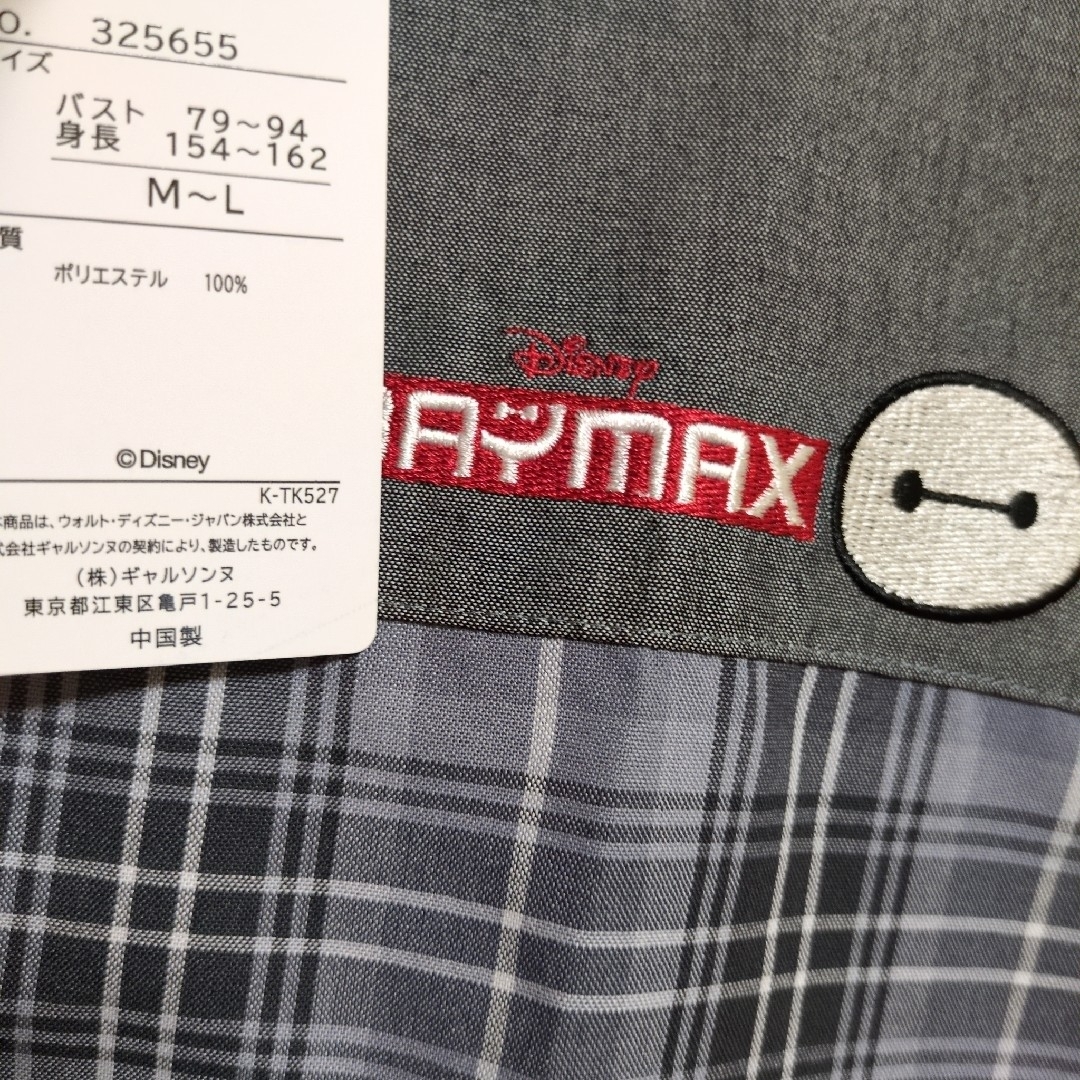 o. 325655
イズ
バスト 79～94
身長 154～162
M～L
質
ポリエステル 100%
©Disney
K-TK527
商品は、ウォルト・ディズニー・ジャパン株式会社と
式会社ギャルソンヌの契約により、製造したものです。
(株)ギャルソンヌ
東京都江東区亀戸1-25-5
中国製
Disney
AYMAX